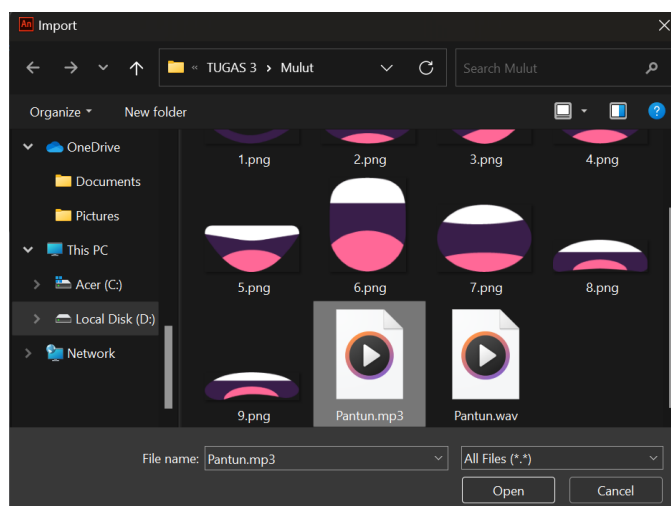 An Import
« TUGAS 3 > Mulut
Search Mulut
Organize
New folder
?
OneDrive
Documents
Pictures
This PC
Acer (C:)
Local Disk (D:)
Network
1.png 2.png 3.png 4.png
5.png 6.png 7.png 8.png
9.png Pantun.mp3 Pantun.wav
File name: Pantun.mp3
All Files (*.*)
Open
Cancel